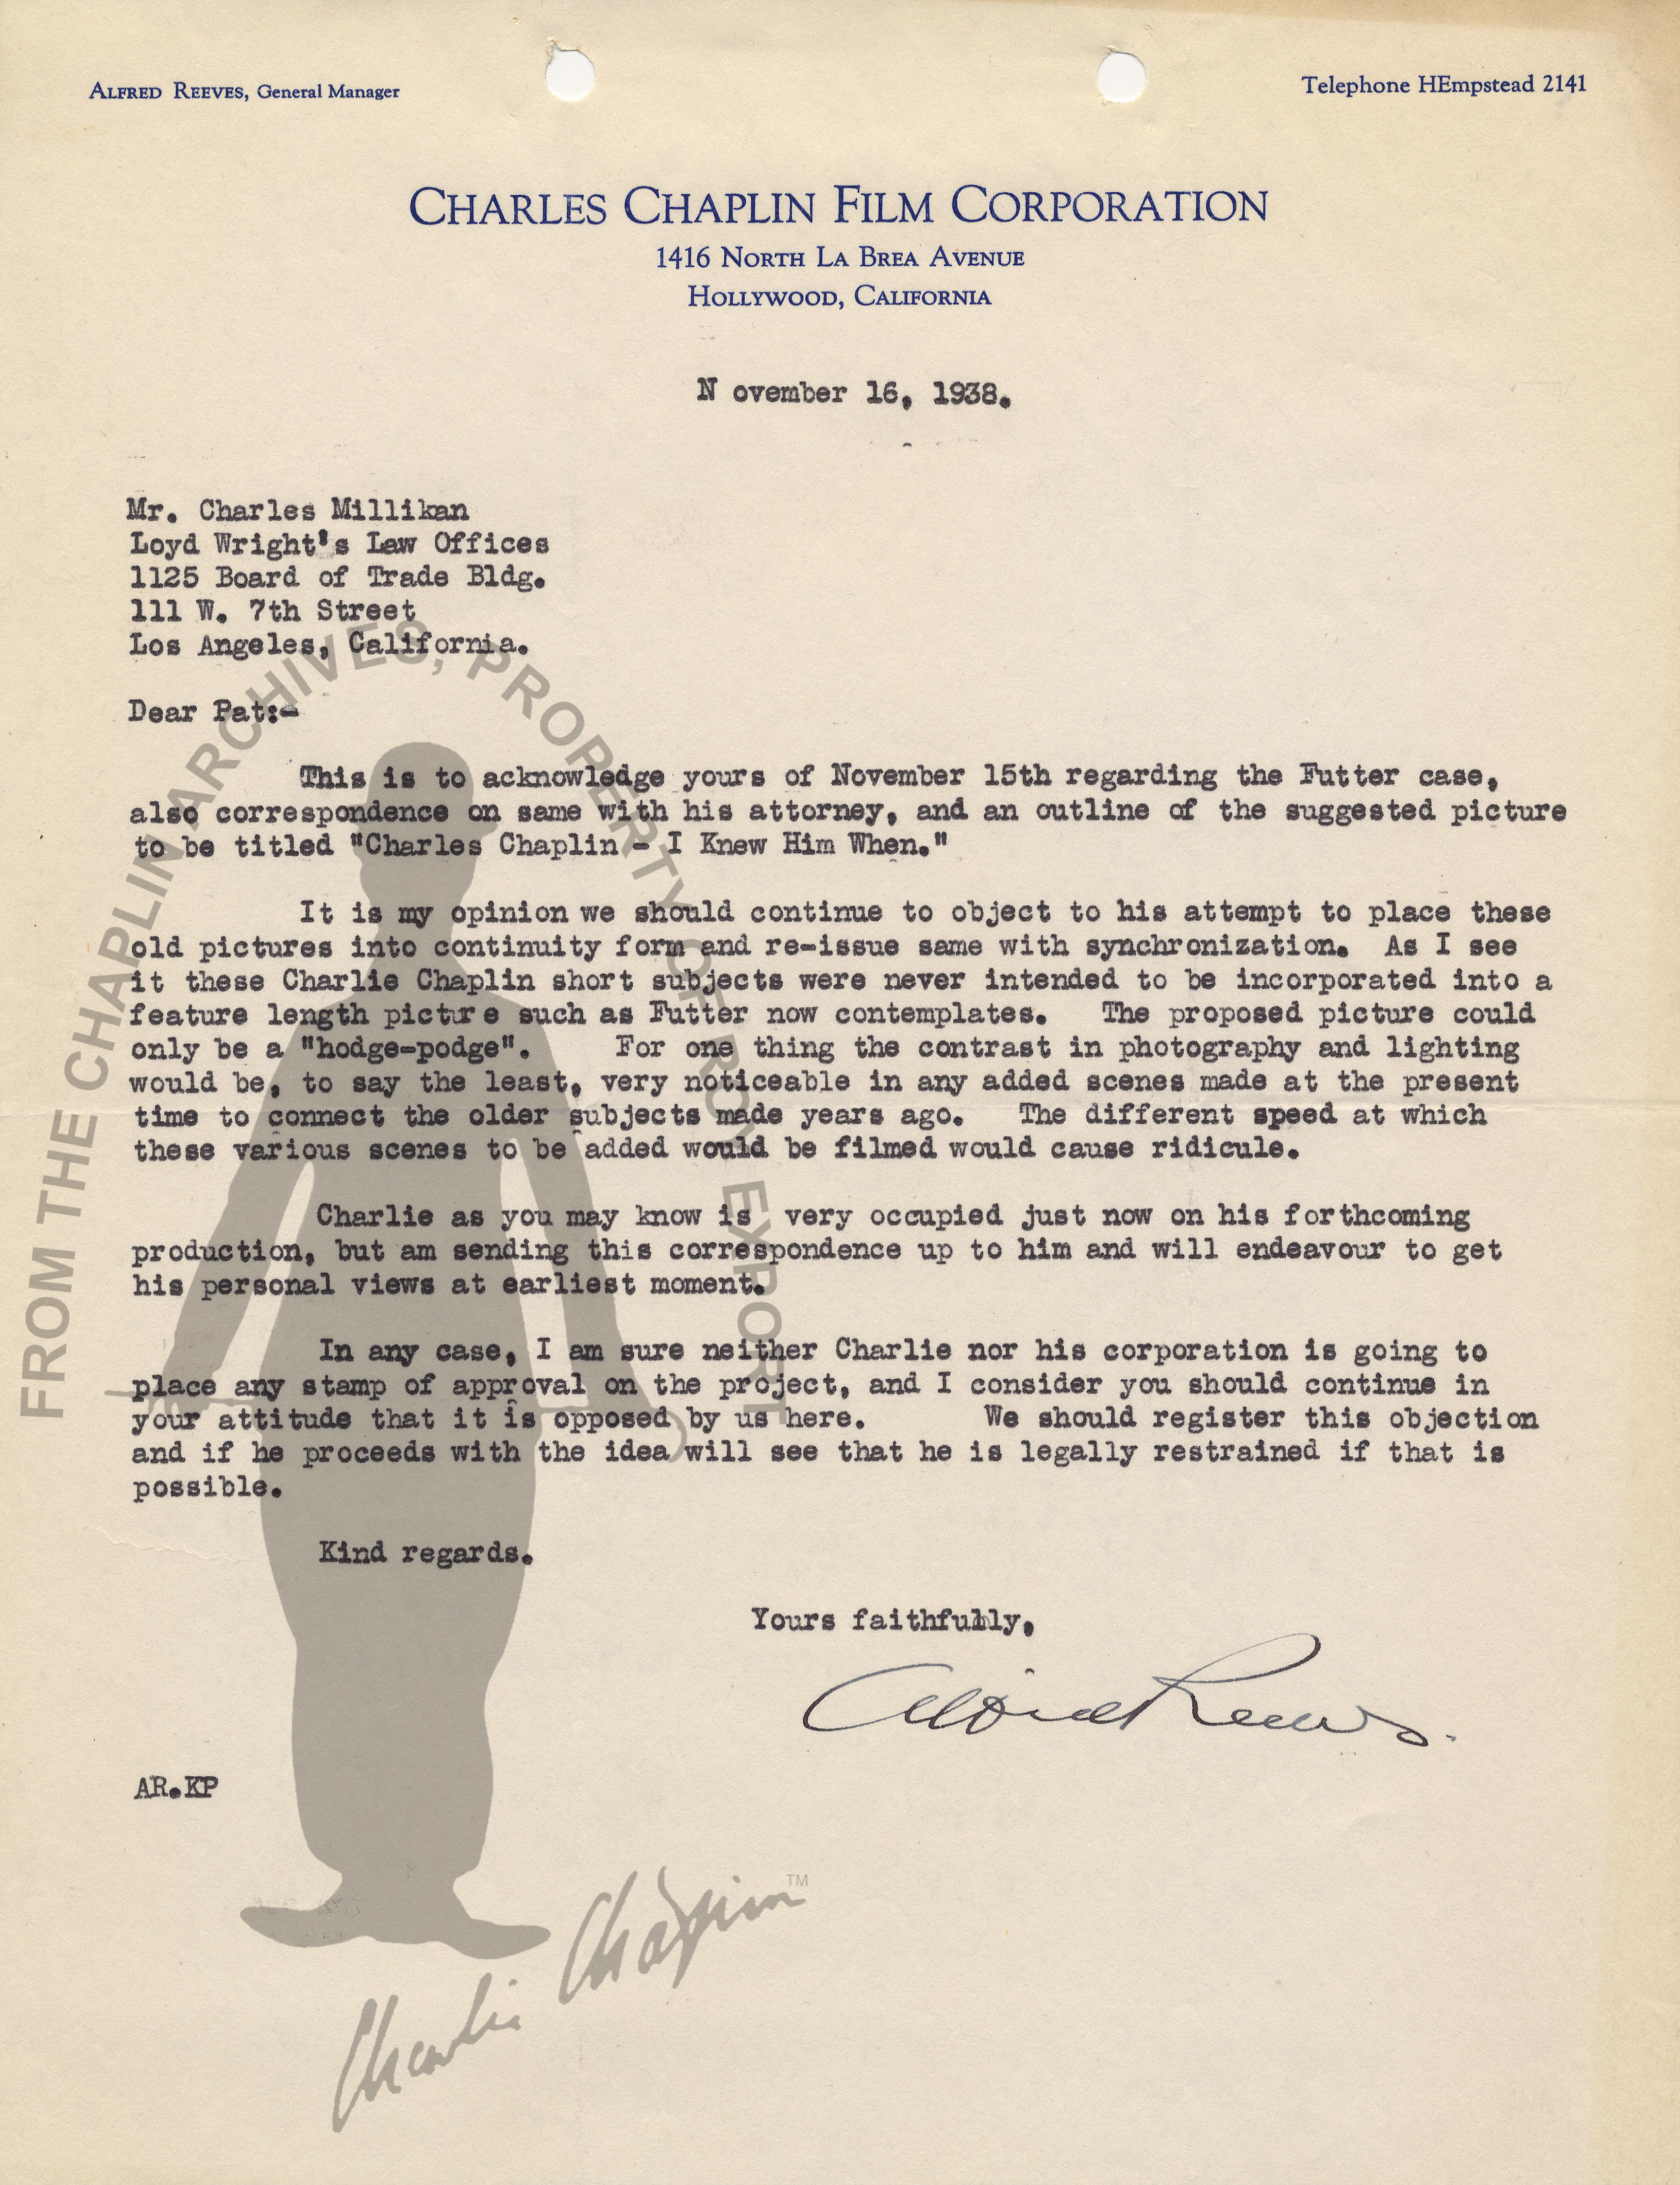 ALFRED REEVES, General Manager
Telephone HEmpstead 2141
CHARLES CHAPLIN FILM CORPORATION
1416 NORTH LA BREA AVENUE
HOLLYWOOD, CALIFORNIA
N ovember 16, 1938.
Mr. Charles Millikan
Loyd Wright's Law Offices
1125 Board of Trade Bldg.
111 W. 7th Street
Los Angeles, California.
Dear Pat:-
This is to acknowledge yours of November 15th regarding the Futter case,
also correspondence on same with his attorney, and an outline of the suggested picture
to be titled "Charles Chaplin - I Knew Him When."
It is my opinion we should continue to object to his attempt to place these
old pictures into continuity form and re-issue same with synchronization. As I see
it these Charlie Chaplin short subjects were never intended to be incorporated into a
feature length picture such as Futter now contemplates. The proposed picture could
only be a "hodge-podge". For one thing the contrast in photography and lighting
would be, to say the least, very noticeable in any added scenes made at the present
time to connect the older subjects made years ago. The different speed at which
these various scenes to be added would be filmed would cause ridicule.
Charlie as you may know is very occupied just now on his forthcoming
production, but am sending this correspondence up to him and will endeavour to get
his personal views at earliest moment.
In any case, I am sure neither Charlie nor his corporation is going to
place any stamp of approval on the project, and I consider you should continue in
your attitude that it is opposed by us here. We should register this objection
and if he proceeds with the idea will see that he is legally restrained if that is
possible.
Kind regards.
Yours faithfully,
Alfred Reeves.
AR.KP
FROM THE CHAPLIN ARCHIVES, PROPERTY OF ROY EXPORT
Charlie Chaplin™